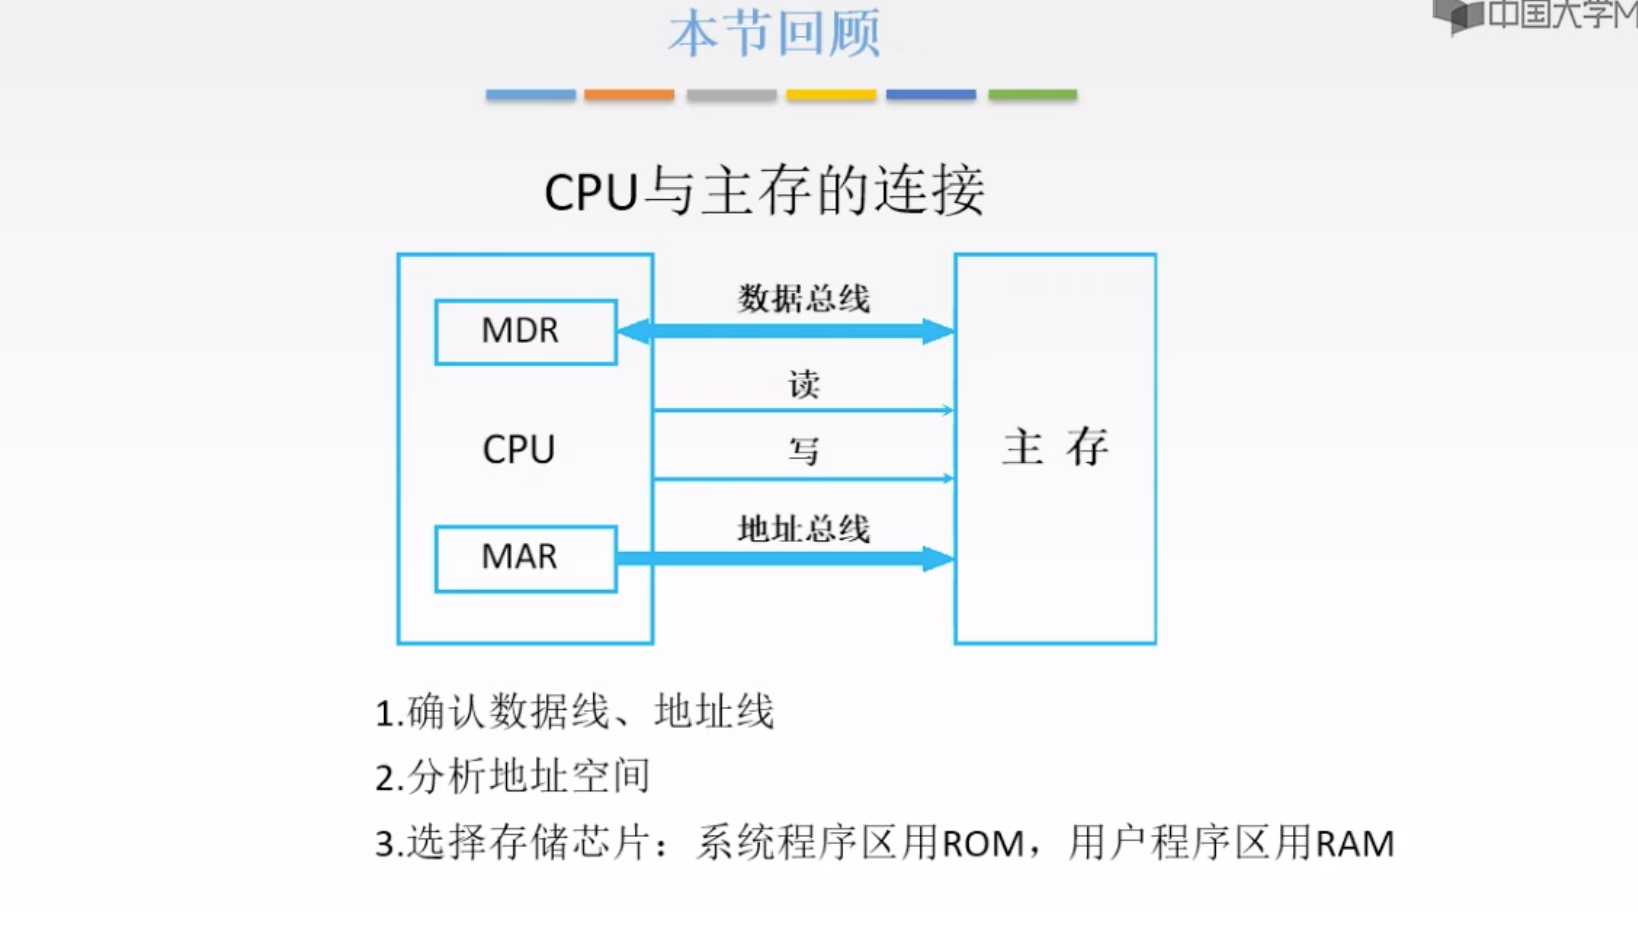 中国大学M
本节回顾
CPU与主存的连接
数据总线
MDR
读
CPU
写
主 存
地址总线
MAR
1.确认数据线、地址线
2.分析地址空间
3.选择存储芯片：系统程序区用ROM，用户程序区用RAM